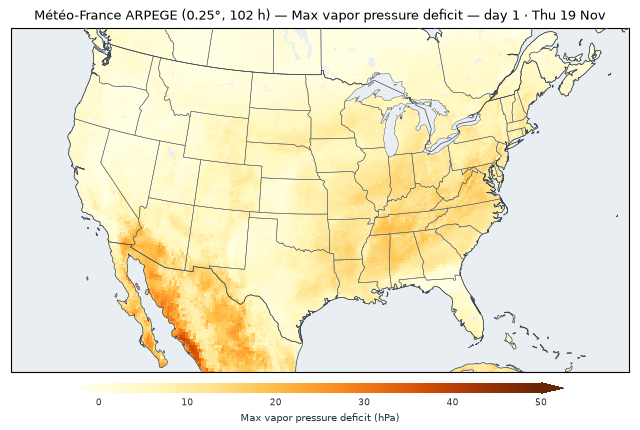 Météo-France ARPEGE (0.25°, 102 h) — Max vapor pressure deficit — day 1 · Thu 19 Nov
0 10 20 30 40 50
Max vapor pressure deficit (hPa)